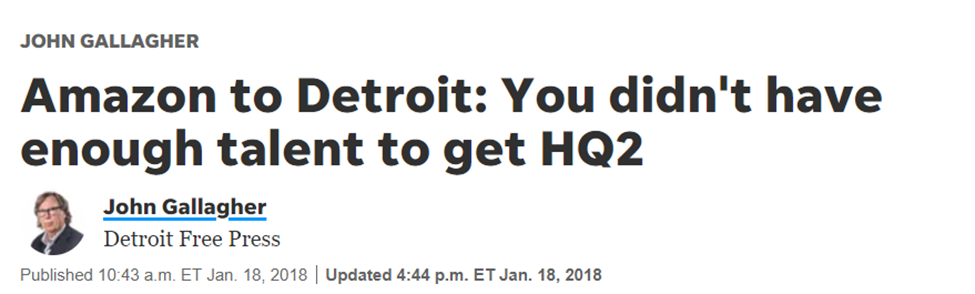 JOHN GALLAGHER
Amazon to Detroit: You didn't have
enough talent to get HQ2
John Gallagher
Detroit Free Press
Published 10:43 a.m. ET Jan. 18, 2018 | Updated 4:44 p.m. ET Jan. 18, 2018